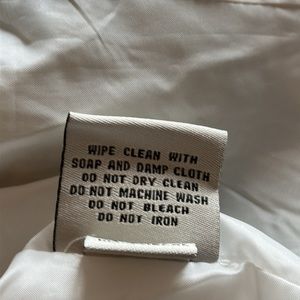 WIPE CLEAN WITH
SOAP AND DAMP CLOTH
DO NOT DRY CLEAN
DO NOT MACHINE WASH
DO NOT BLEACH
DO NOT IRON